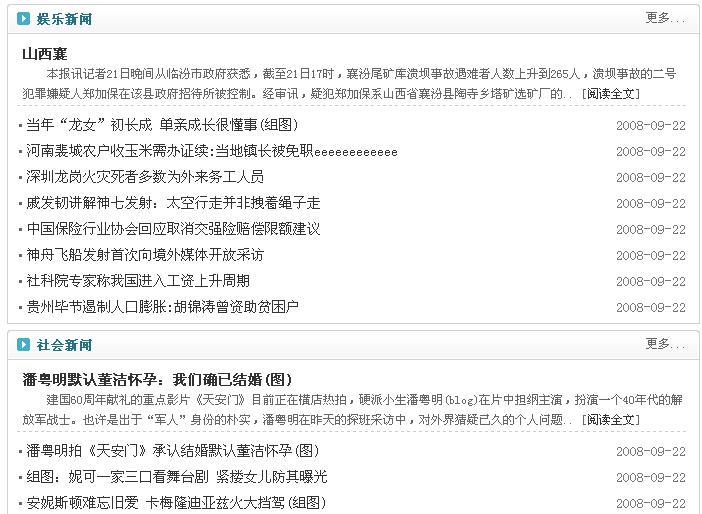 娱乐新闻 更多...
山西襄
本报讯记者21日晚间从临汾市政府获悉，截至21日17时，襄汾尾矿库溃坝事故遇难者人数上升到265人，溃坝事故的二号
犯罪嫌疑人郑加保在该县政府招待所被控制。经审讯，疑犯郑加保系山西省襄汾县陶寺乡塔矿选矿厂的.. [阅读全文]
当年“龙女”初长成 单亲成长很懂事(组图) 2008-09-22
河南裴城农户收玉米需办证续:当地镇长被免职eeeeeeeeeeee 2008-09-22
深圳龙岗火灾死者多数为外来务工人员 2008-09-22
戚发轫讲解神七发射：太空行走并非拽着绳子走 2008-09-22
中国保险行业协会回应取消交强险赔偿限额建议 2008-09-22
神舟飞船发射首次向境外媒体开放采访 2008-09-22
社科院专家称我国进入工资上升周期 2008-09-22
贵州毕节遏制人口膨胀:胡锦涛曾资助贫困户 2008-09-22
社会新闻 更多...
潘粤明默认董洁怀孕：我们确已结婚(图)
建国60周年献礼的重点影片《天安门》目前正在横店热拍，硬派小生潘粤明(blog)在片中担纲主演，扮演一个40年代的解
放军战士。也许是出于“军人”身份的朴实，潘粤明在昨天的探班采访中，对外界猜疑已久的个人问题.. [阅读全文]
潘粤明拍《天安门》承认结婚默认董洁怀孕(图) 2008-09-22
组图：妮可一家三口看舞台剧 紧搂女儿防其曝光 2008-09-22
安妮斯顿难忘旧爱 卡梅隆迪亚兹火大挡驾(组图) 2008-09-22